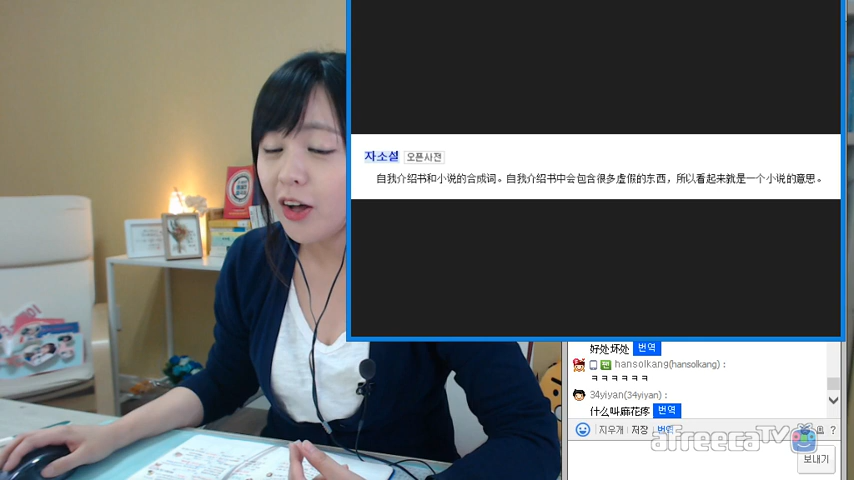 자소설 오픈사전
自我介绍书和小说的合成词。自我介绍书中会包含很多虚假的东西，所以看起来就是一个小说的意思。
好处坏处 번역
hansolkang(hansolkang) :
ㅋㅋㅋㅋㅋㅋ
34yiyan(34yiyan) :
什么叫麻花疼 번역
지우개 저장 번역 ?
afreecaTV
보내기